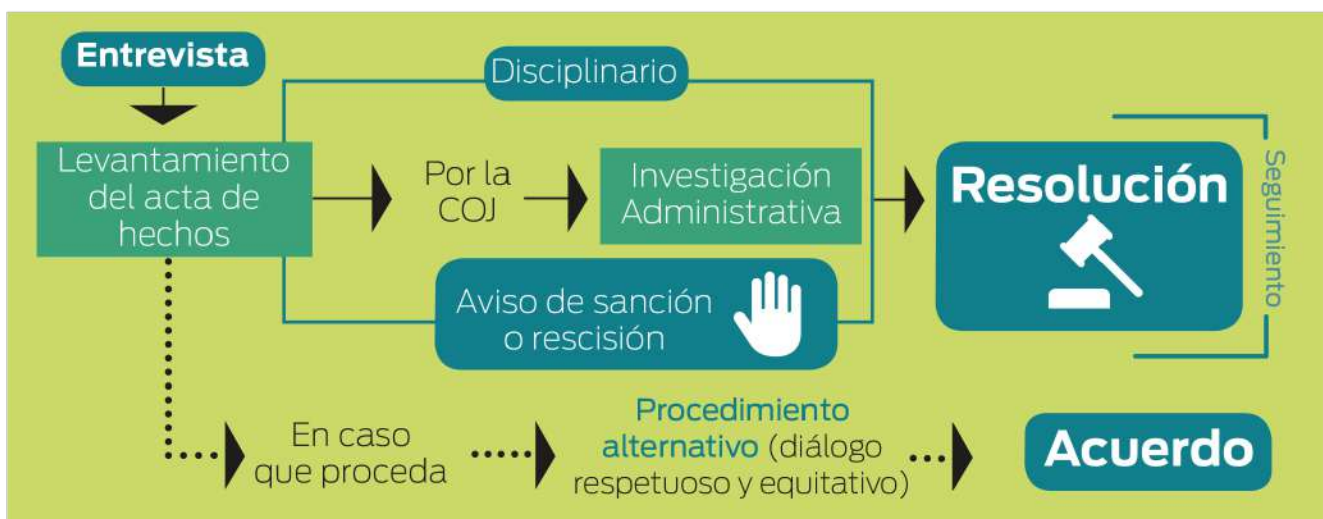 Entrevista
Disciplinario
Levantamiento
del acta de
hechos
Por la
COJ
Investigación
Administrativa
Aviso de sanción
o rescisión
Resolución
Seguimiento
En caso
que proceda
Procedimiento
alternativo (diálogo
respetuoso y equitativo)
Acuerdo